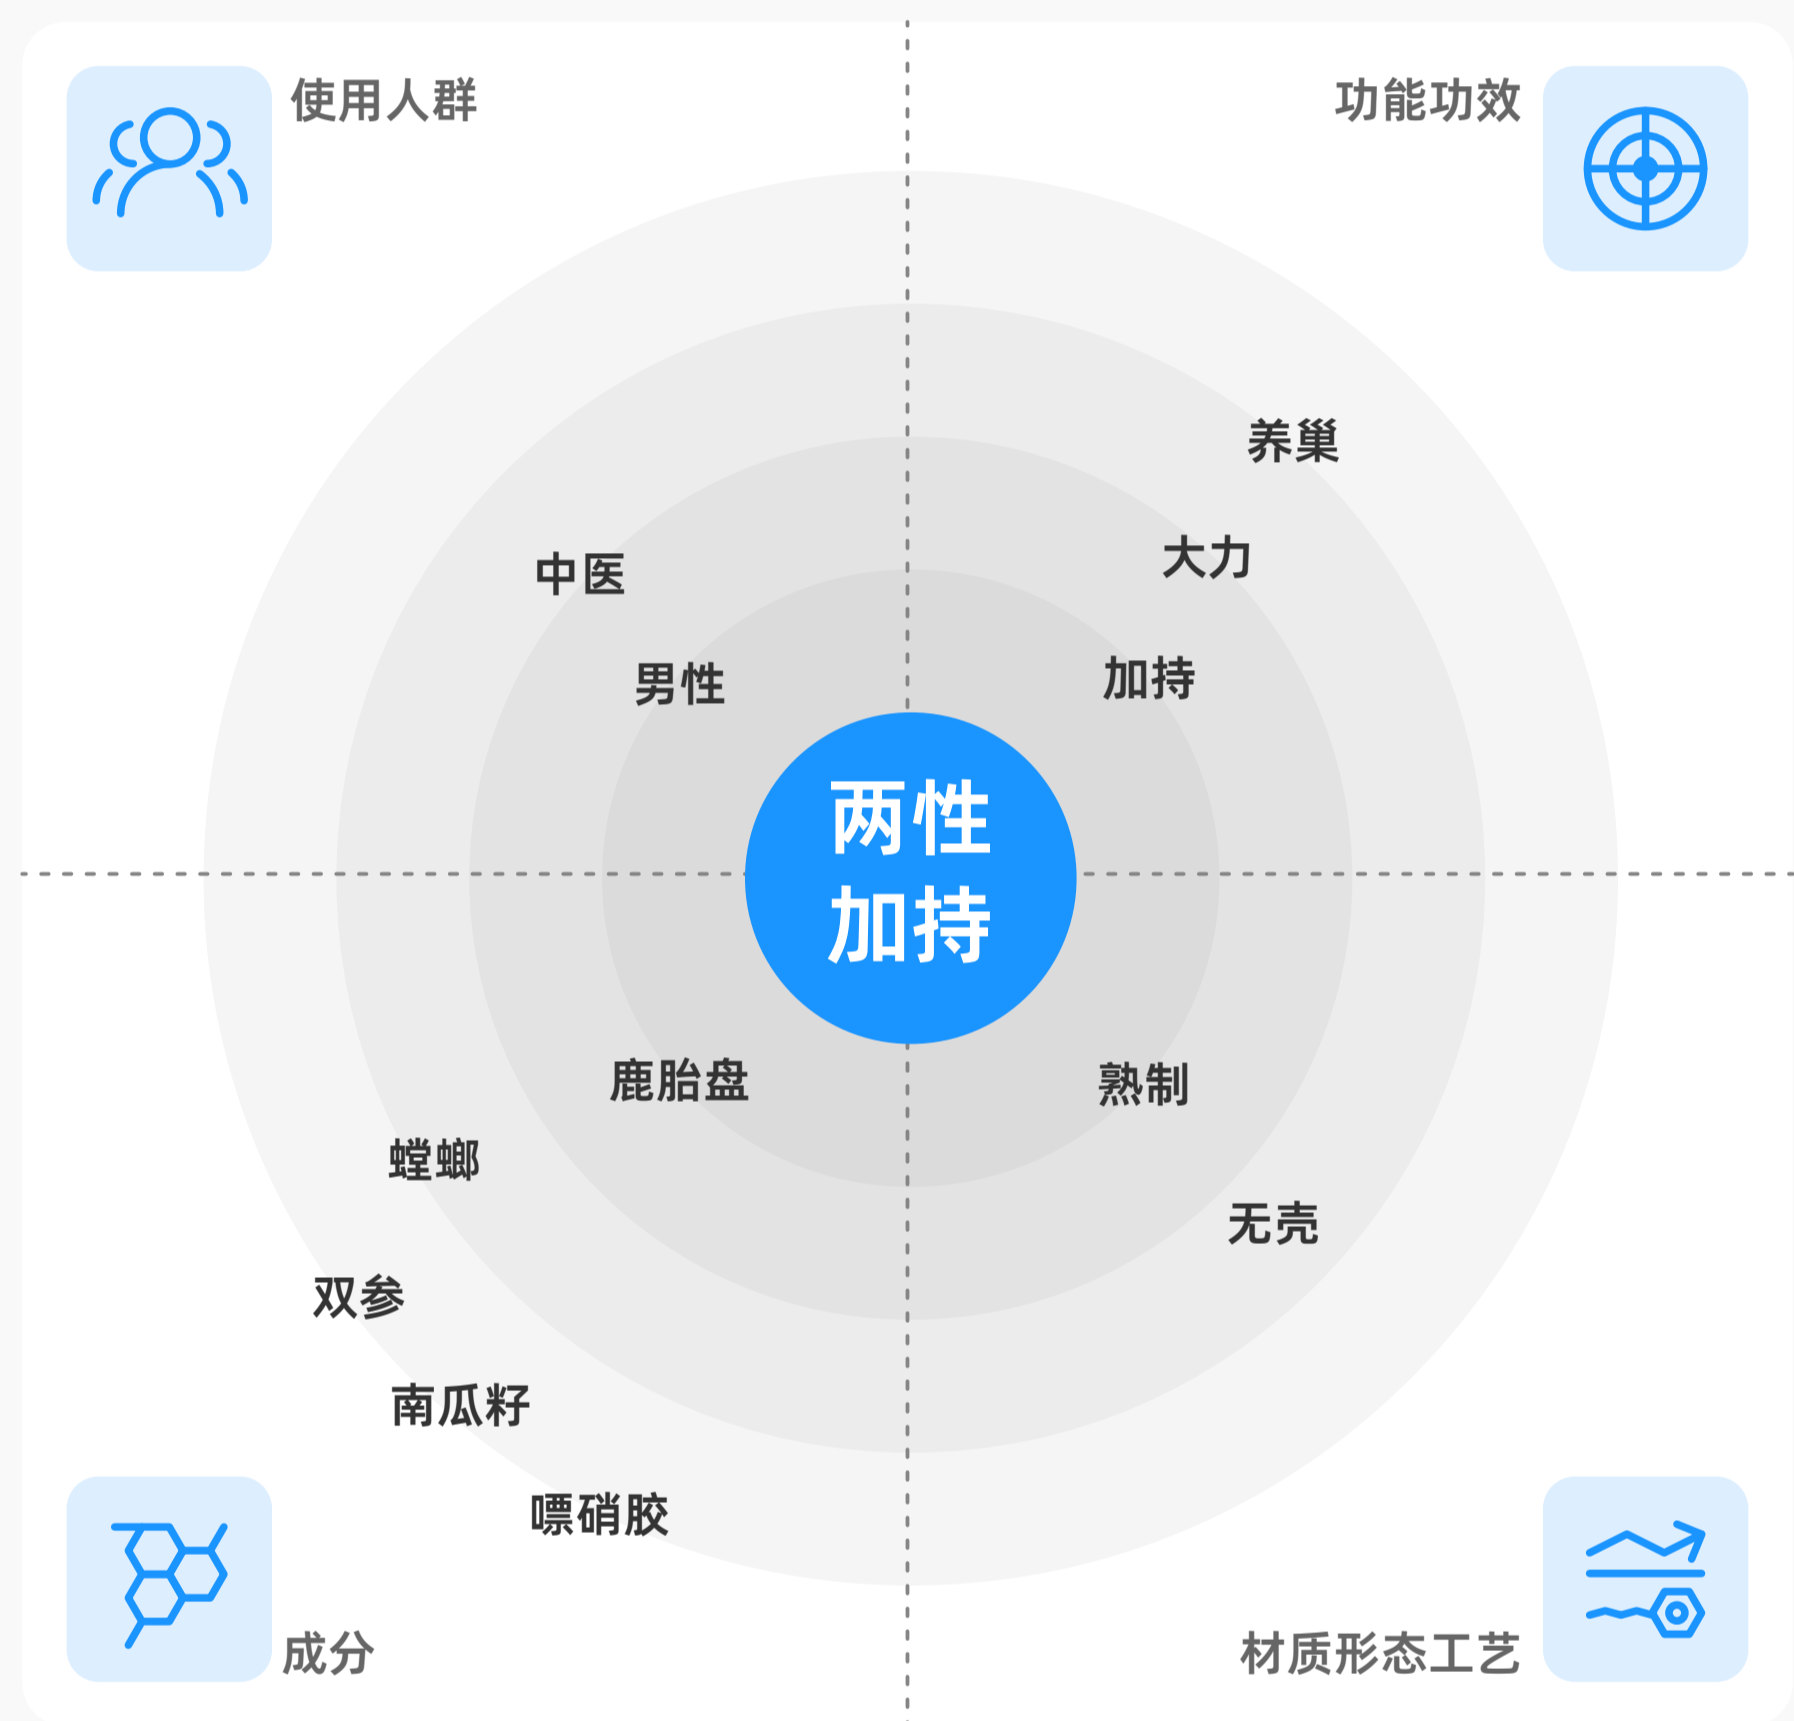 使用人群
功能功效
养巢
大力
中医
加持
男性
两性
加持
鹿胎盘
熟制
螳螂
无壳
双参
南瓜籽
嘌硝胶
成分
材质形态工艺